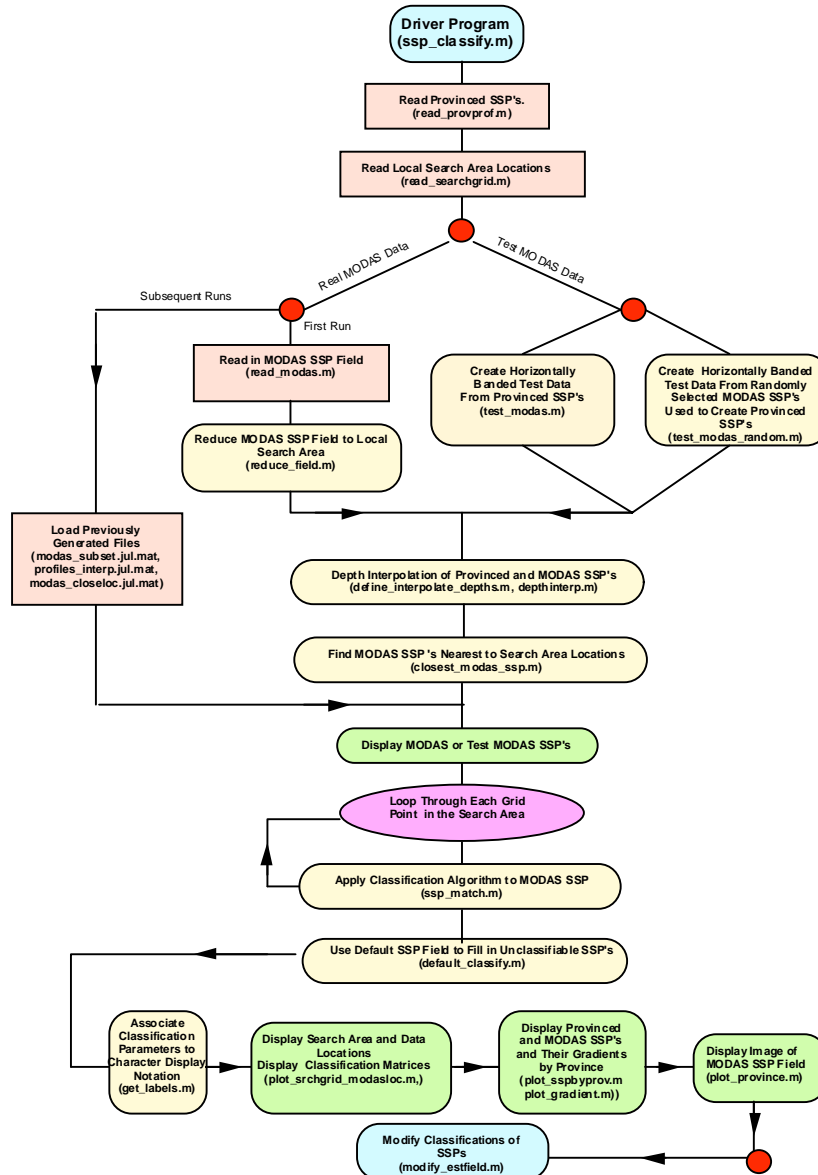 Driver Program
(ssp_classify.m)
Read Provinced SSP's.
(read_provprof.m)
Read Local Search Area Locations
(read_searchgrid.m)
Real MODAS Data
Test MODAS Data
Subsequent Runs
First Run
Read in MODAS SSP Field
(read_modas.m)
Create Horizontally
Banded Test Data
From Provinced SSP's
(test_modas.m)
Create Horizontally Banded
Test Data From Randomly
Selected MODAS SSP's
Used to Create Provinced
SSP's
(test_modas_random.m)
Reduce MODAS SSP Field to Local
Search Area
(reduce_field.m)
Load Previously
Generated Files
(modas_subset.jul.mat,
profiles_interp.jul.mat,
modas_closeloc.jul.mat)
Depth Interpolation of Provinced and MODAS SSP's
(define_interpolate_depths.m, depthinterp.m)
Find MODAS SSP 's Nearest to Search Area Locations
(closest_modas_ssp.m)
Display MODAS or Test MODAS SSP's
Loop Through Each Grid
Point in the Search Area
Apply Classification Algorithm to MODAS SSP
(ssp_match.m)
Use Default SSP Field to Fill in Unclassifiable SSP's
(default_classify.m)
Associate
Classification
Parameters to
Character Display
Notation
(get_labels.m)
Display Search Area and Data
Locations
Display Classification Matrices
(plot_srchgrid_modasloc.m,)
Display Provinced
and MODAS SSP's
and Their Gradients
by Province
(plot_sspbyprov.m
plot_gradient.m))
Display Image of
MODAS SSP Field
(plot_province.m)
Modify Classifications of
SSPs
(modify_estfield.m)